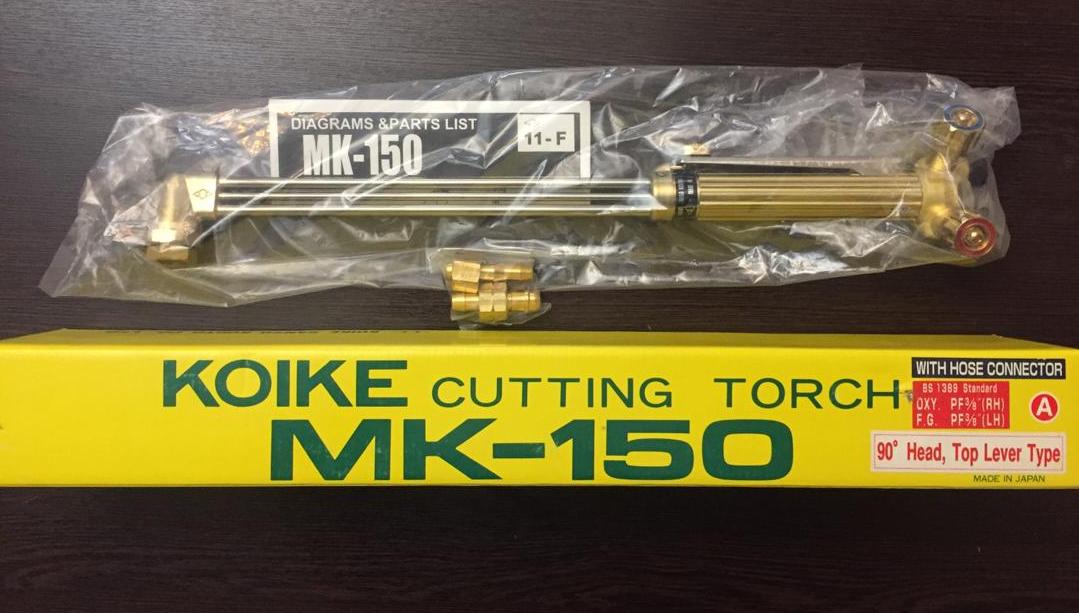 DIAGRAMS & PARTS LIST
MK-150
11-F
KOIKE CUTTING TORCH
MK-150
WITH HOSE CONNECTOR
BS 1389 Standard
OXY. PF3/8"(RH)
F.G. PF3/8"(LH)
A
90° Head, Top Lever Type
MADE IN JAPAN